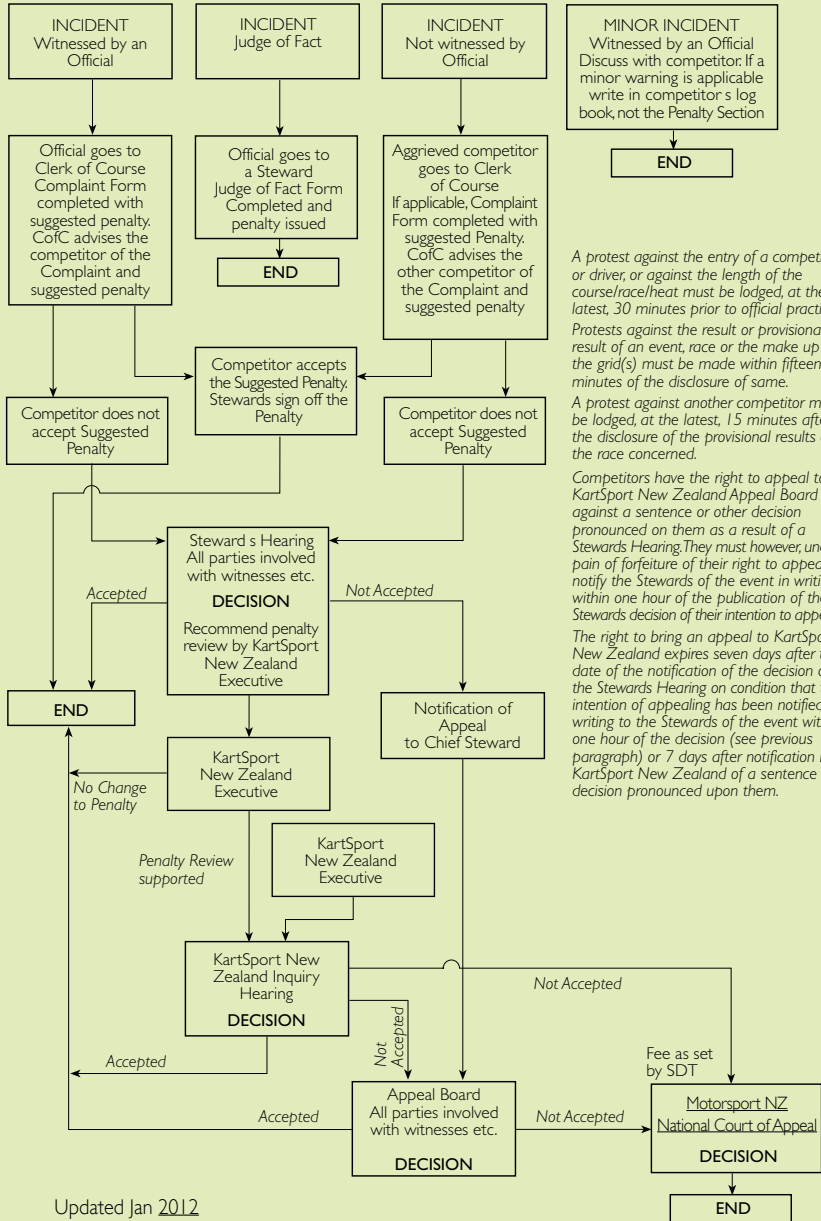 INCIDENT
Witnessed by an
Official
INCIDENT
Judge of Fact
INCIDENT
Not witnessed by
Official
MINOR INCIDENT
Witnessed by an Official
Discuss with competitor. If a
minor warning is applicable
write in competitor s log
book, not the Penalty Section
END
Official goes to
Clerk of Course
Complaint Form
completed with
suggested penalty.
CofC advises the
competitor of the
Complaint and
suggested penalty
Official goes to
a Steward
Judge of Fact Form
Completed and
penalty issued
END
Aggrieved competitor
goes to Clerk
of Course
If applicable, Complaint
Form completed with
suggested Penalty.
CofC advises the
other competitor of
the Complaint and
suggested penalty
A protest against the entry of a
or driver, or against the length of the
course/race/heat must be lodged, at the
latest, 30 minutes prior to official
Protests against the result or
result of an event, race or the make up
the grid(s) must be made within fifteen
minutes of the disclosure of same.
A protest against another competitor
be lodged, at the latest, 15 minutes
the disclosure of the provisional results
the race concerned.
Competitors have the right to appeal
KartSport New Zealand Appeal Board
against a sentence or other decision
pronounced on them as a result of a
Stewards Hearing. They must however,
pain of forfeiture of their right to
notify the Stewards of the event in
within one hour of the publication of the
Stewards decision of their intention to
The right to bring an appeal to
New Zealand expires seven days after
date of the notification of the decision
the Stewards Hearing on condition that
intention of appealing has been notified
writing to the Stewards of the event
one hour of the decision (see previous
paragraph) or 7 days after notification
KartSport New Zealand of a sentence
decision pronounced upon them.
Competitor accepts
the Suggested Penalty.
Stewards sign off the
Penalty
Competitor does not
accept Suggested
Penalty
Competitor does not
accept Suggested
Penalty
Steward s Hearing
All parties involved
with witnesses etc.
DECISION
Recommend penalty
review by KartSport
New Zealand
Executive
Accepted
Not Accepted
END
Notification of
Appeal
to Chief Steward
KartSport
New Zealand
Executive
No Change
to Penalty
Penalty Review
supported
KartSport
New Zealand
Executive
KartSport New
Zealand Inquiry
Hearing
DECISION
Not Accepted
Not
Accepted
Accepted
Fee as set
by SDT
Appeal Board
All parties involved
with witnesses etc.
DECISION
Accepted
Not Accepted
Motorsport NZ
National Court of Appeal
DECISION
END
Updated Jan 2012